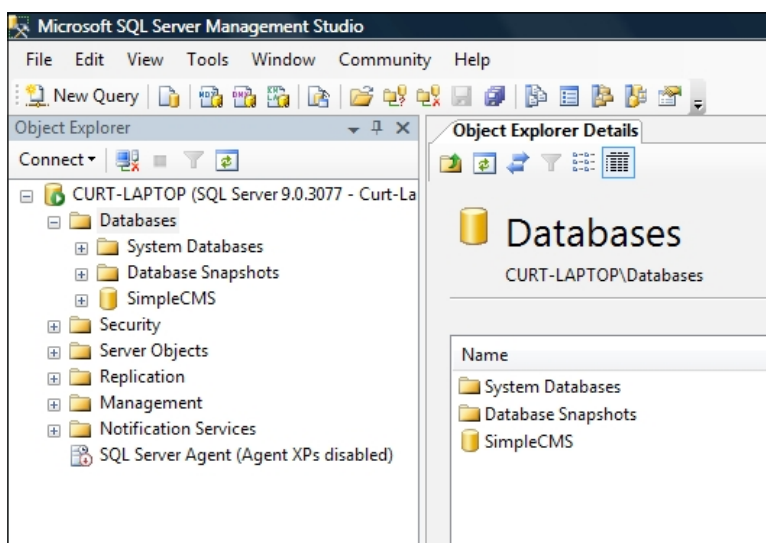 Microsoft SQL Server Management Studio
File Edit View Tools Window Community Help
New Query
Object Explorer
Connect
CURT-LAPTOP (SQL Server 9.0.3077 - Curt-La
Databases
System Databases
Database Snapshots
SimpleCMS
Security
Server Objects
Replication
Management
Notification Services
SQL Server Agent (Agent XPs disabled)
Object Explorer Details
Databases
CURT-LAPTOP\Databases
Name
System Databases
Database Snapshots
SimpleCMS